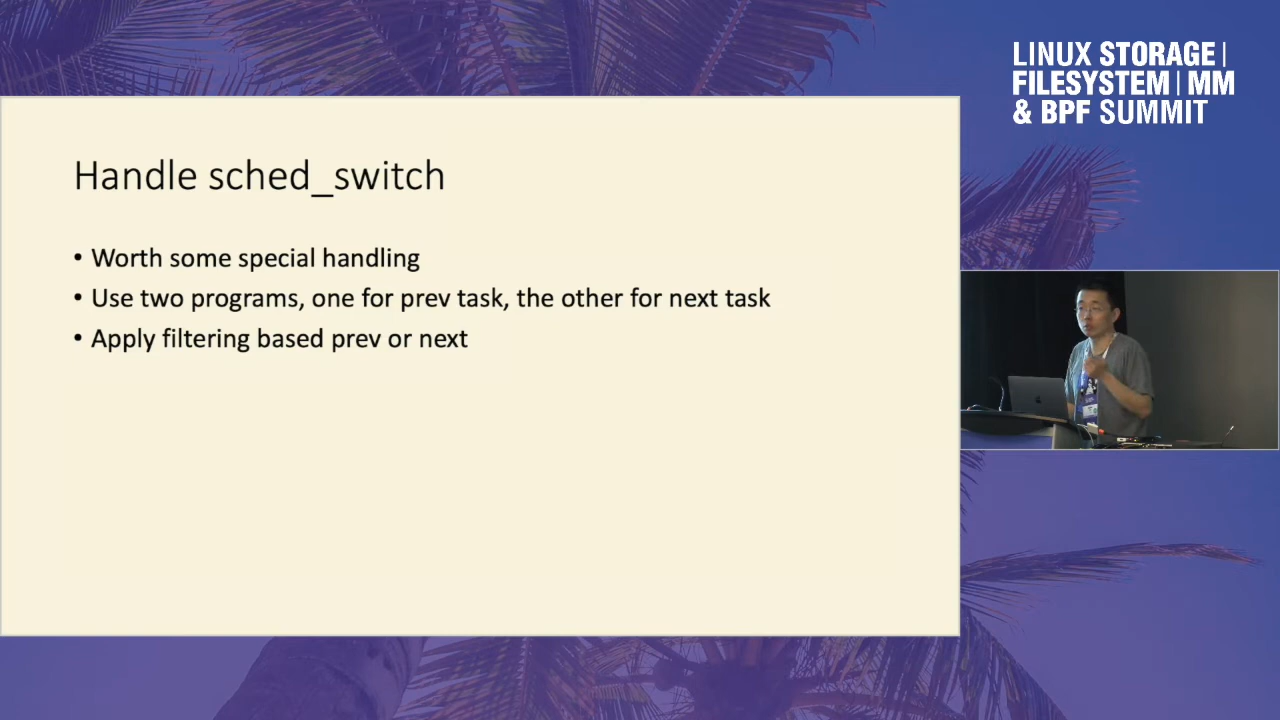 LINUX STORAGE |
FILESYSTEM | MM
& BPF SUMMIT
Handle sched_switch
• Worth some special handling
• Use two programs, one for prev task, the other for next task
• Apply filtering based prev or next